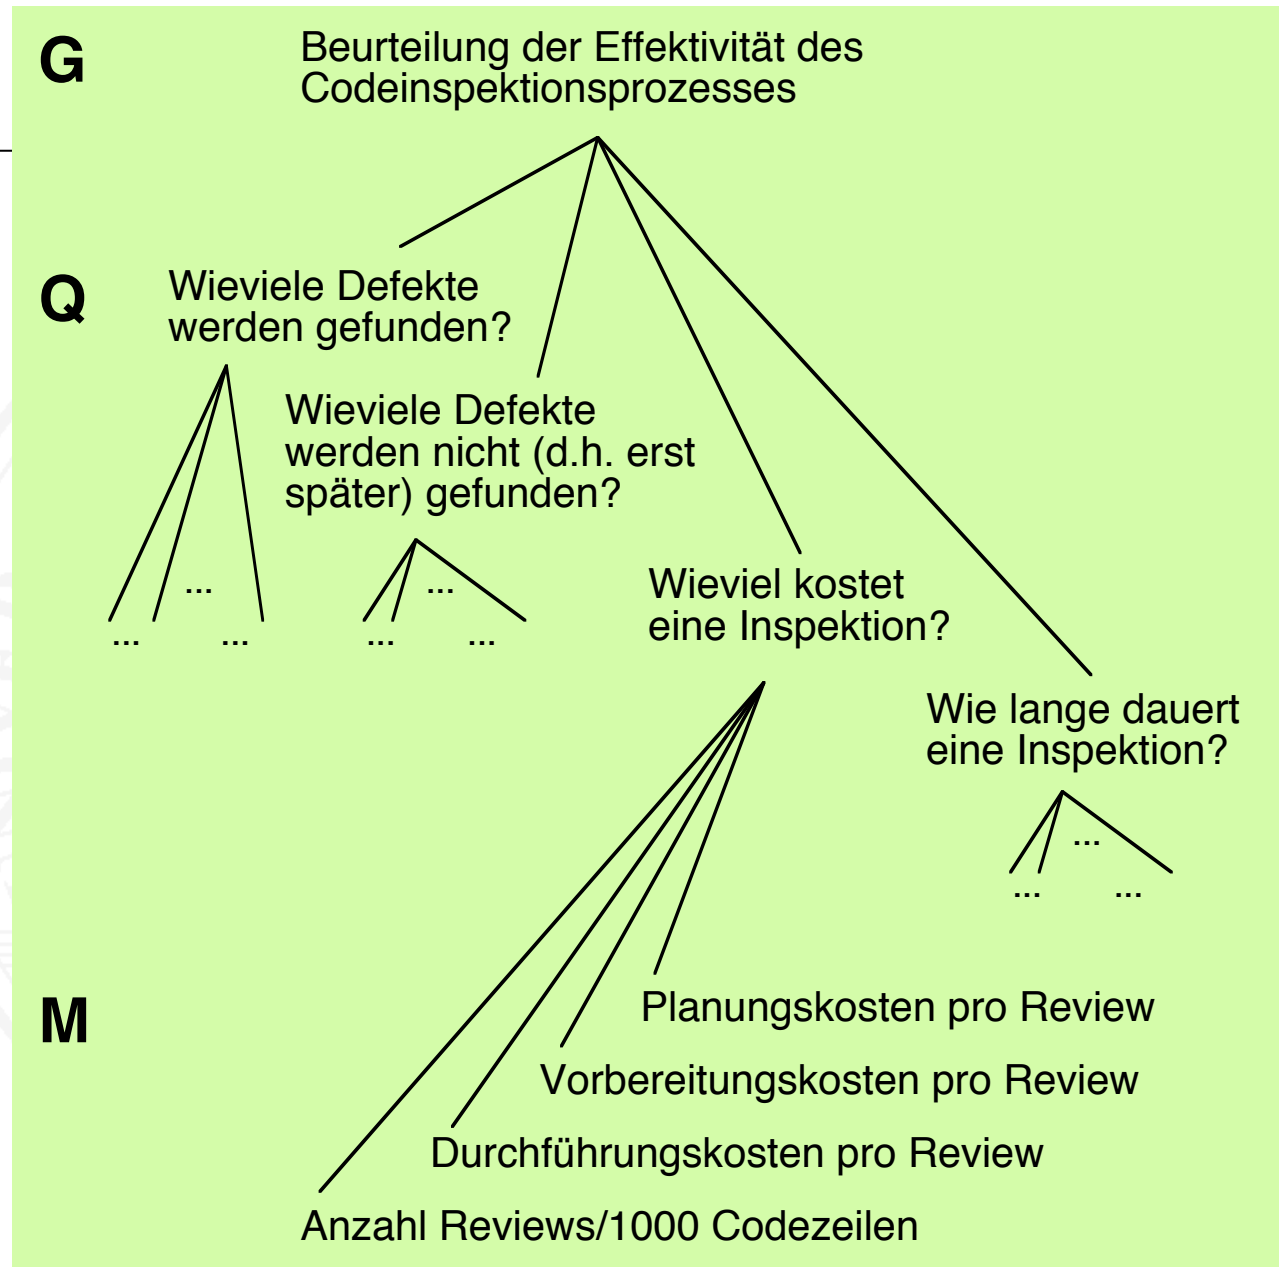 G
Beurteilung der Effektivität des
Codeinspektionsprozesses
Q
Wieviele Defekte
werden gefunden?
Wieviele Defekte
werden nicht (d.h. erst
später) gefunden?
...
...
...
...
...
...
Wieviel kostet
eine Inspektion?
Wie lange dauert
eine Inspektion?
...
...
...
M
Planungskosten pro Review
Vorbereitungskosten pro Review
Durchführungskosten pro Review
Anzahl Reviews/1000 Codezeilen